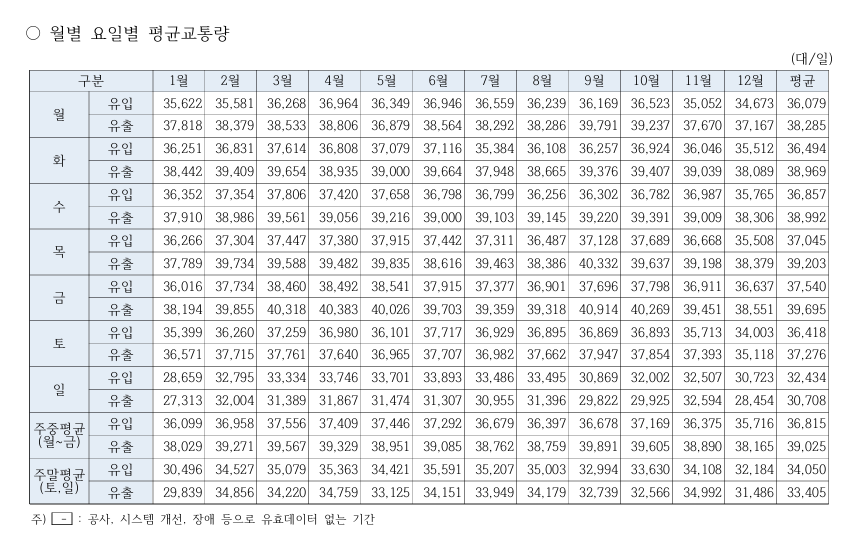 ○ 월별 요일별 평균교통량
(대/일)
구분 1월 2월 3월 4월 5월 6월 7월 8월 9월 10월 11월 12월 평균
월 유입 35,622 35,581 36,268 36,964 36,349 36,946 36,559 36,239 36,169 36,523 35,052 34,673 36,079
유출 37,818 38,379 38,533 38,806 36,879 38,564 38,292 38,286 39,791 39,237 37,670 37,167 38,285
화 유입 36,251 36,831 37,614 36,808 37,079 37,116 35,384 36,108 36,257 36,924 36,046 35,512 36,494
유출 38,442 39,409 39,654 38,935 39,000 39,664 37,948 38,665 39,376 39,407 39,039 38,089 38,969
수 유입 36,352 37,354 37,806 37,420 37,658 36,798 36,799 36,256 36,302 36,782 36,987 35,765 36,857
유출 37,910 38,986 39,561 39,056 39,216 39,000 39,103 39,145 39,220 39,391 39,009 38,306 38,992
목 유입 36,266 37,304 37,447 37,380 37,915 37,442 37,311 36,487 37,128 37,689 36,668 35,508 37,045
유출 37,789 39,734 39,588 39,482 39,835 38,616 39,463 38,386 40,332 39,637 39,198 38,379 39,203
금 유입 36,016 37,734 38,460 38,492 38,541 37,915 37,377 36,901 37,696 37,798 36,911 36,637 37,540
유출 38,194 39,855 40,318 40,383 40,026 39,703 39,359 39,318 40,914 40,269 39,451 38,551 39,695
토 유입 35,399 36,260 37,259 36,980 36,101 37,717 36,929 36,895 36,869 36,893 35,713 34,003 36,418
유출 36,571 37,715 37,761 37,640 36,965 37,707 36,982 37,662 37,947 37,854 37,393 35,118 37,276
일 유입 28,659 32,795 33,334 33,746 33,701 33,893 33,486 33,495 30,869 32,002 32,507 30,723 32,434
유출 27,313 32,004 31,389 31,867 31,474 31,307 30,955 31,396 29,822 29,925 32,594 28,454 30,708
주중평균 (월~금) 유입 36,099 36,958 37,556 37,409 37,446 37,292 36,679 36,397 36,678 37,169 36,375 35,716 36,815
유출 38,029 39,271 39,567 39,329 38,951 39,085 38,762 38,759 39,891 39,605 38,890 38,165 39,025
주말평균 (토,일) 유입 30,496 34,527 35,079 35,363 34,421 35,591 35,207 35,003 32,994 33,630 34,108 32,184 34,050
유출 29,839 34,856 34,220 34,759 33,125 34,151 33,949 34,179 32,739 32,566 34,992 31,486 33,405
주) - : 공사, 시스템 개선, 장애 등으로 유효데이터 없는 기간